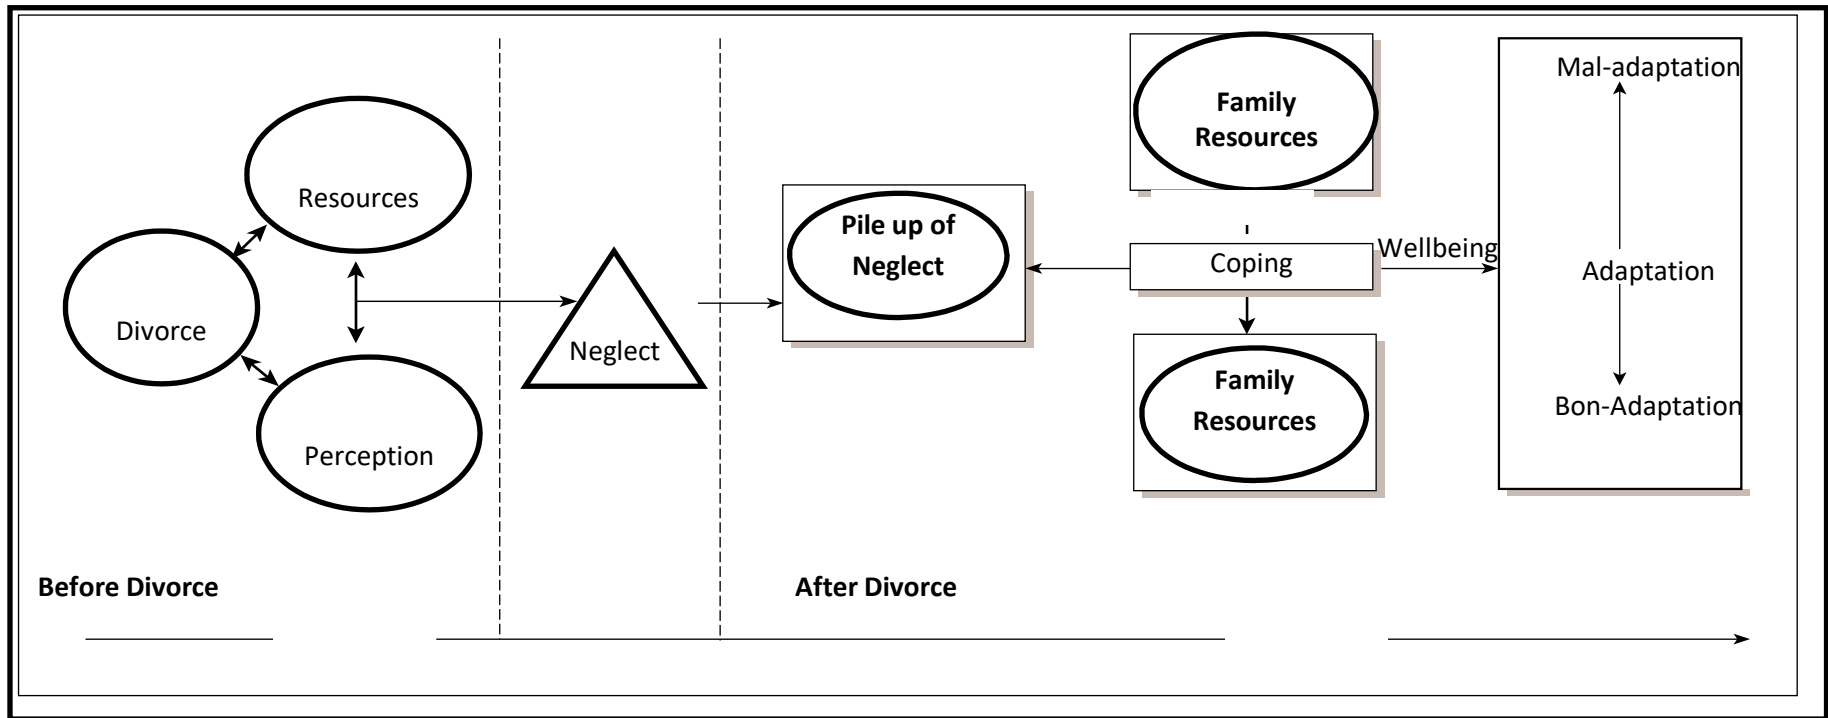 Resources
Divorce
Perception
Neglect
Pile up of
Neglect
Family
Resources
Coping
Wellbeing
Family
Resources
Mal-adaptation
Adaptation
Bon-Adaptation
Before Divorce
After Divorce